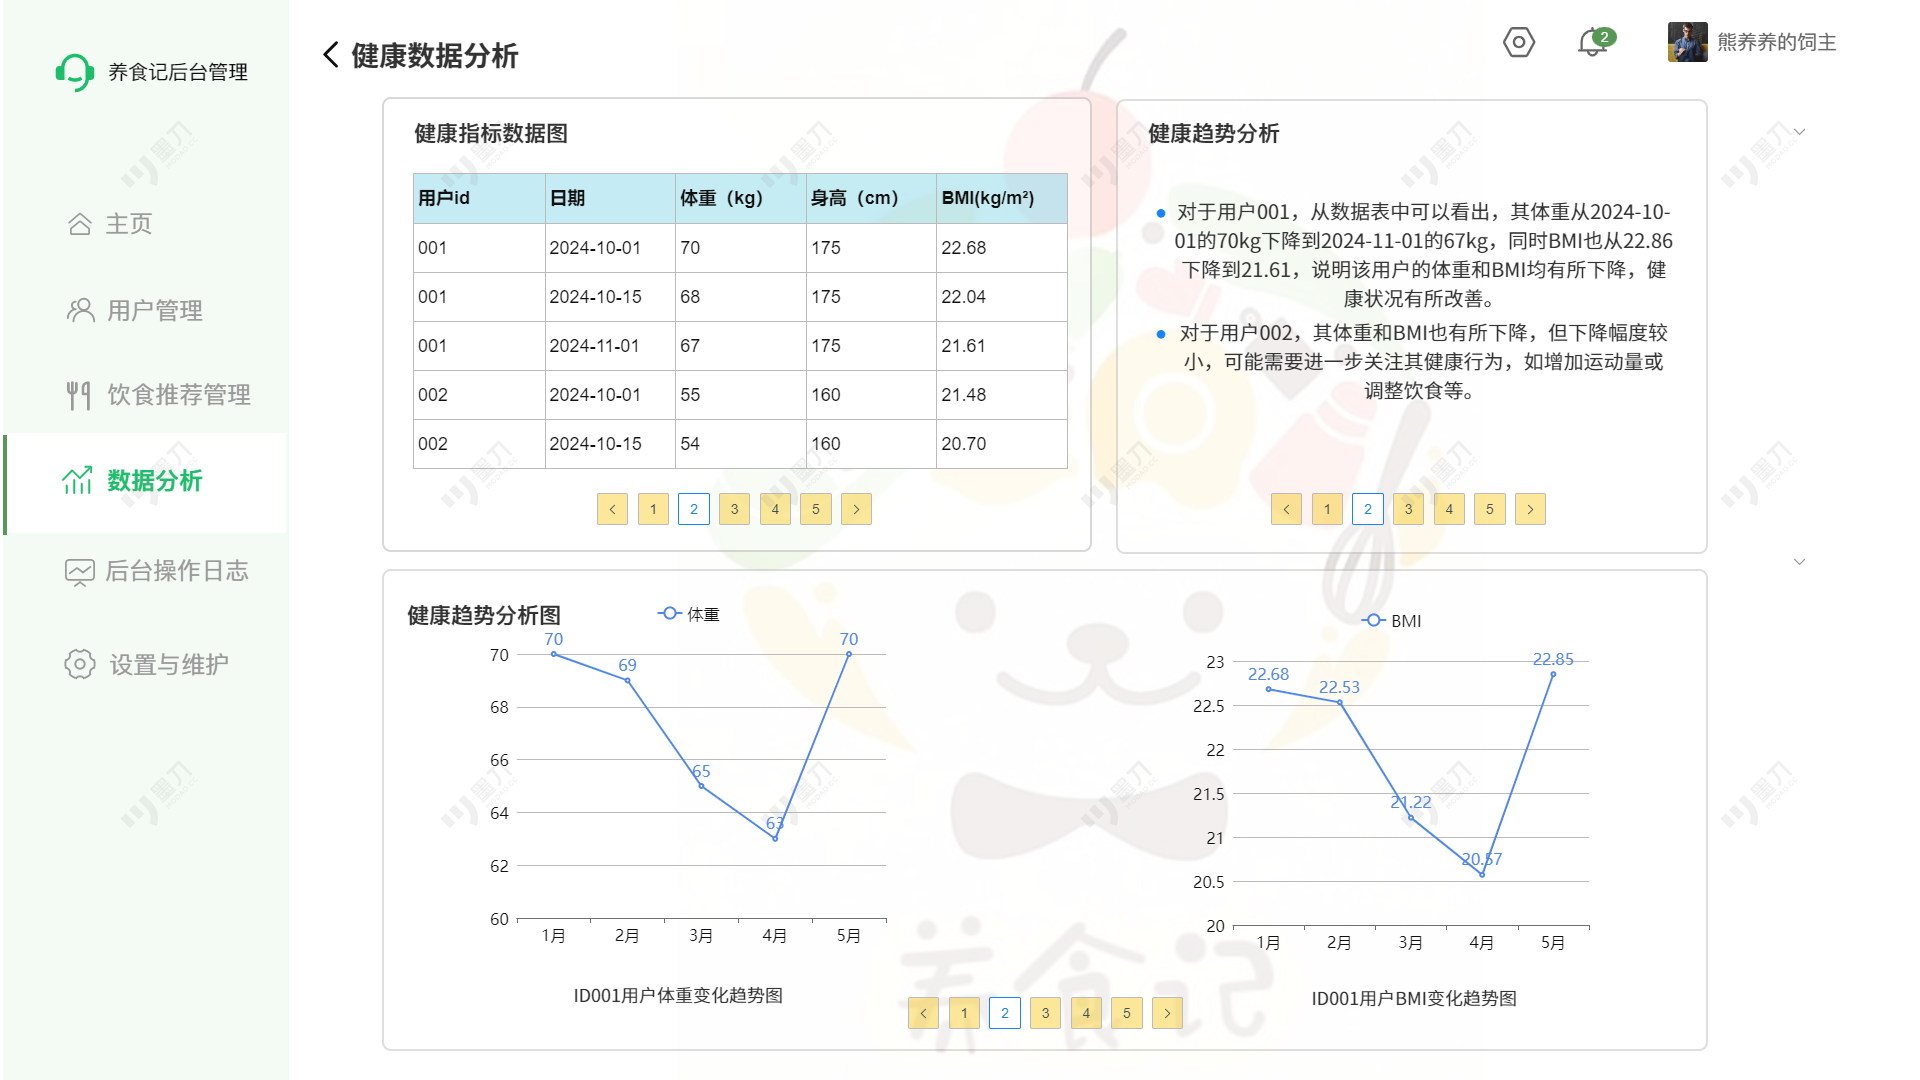 养食记后台管理
主页
用户管理
饮食推荐管理
数据分析
后台操作日志
设置与维护
健康数据分析
2
熊养养的饲主
健康指标数据图
用户id 日期 体重（kg） 身高（cm） BMI(kg/m²)
001 2024-10-01 70 175 22.68
001 2024-10-15 68 175 22.04
001 2024-11-01 67 175 21.61
002 2024-10-01 55 160 21.48
002 2024-10-15 54 160 20.70
< 1 2 3 4 5 >
健康趋势分析
对于用户001，从数据表中可以看出，其体重从2024-10-
01的70kg下降到2024-11-01的67kg，同时BMI也从22.86
下降到21.61，说明该用户的体重和BMI均有所下降，健
康状况有所改善。
对于用户002，其体重和BMI也有所下降，但下降幅度较
小，可能需要进一步关注其健康行为，如增加运动量或
调整饮食等。
< 1 2 3 4 5 >
健康趋势分析图
体重
70
68
66
64
62
60
70
69
65
63
70
1月 2月 3月 4月 5月
ID001用户体重变化趋势图
BMI
23
22.5
22
21.5
21
20.5
20
22.68
22.53
21.22
20.57
22.85
1月 2月 3月 4月 5月
ID001用户BMI变化趋势图
< 1 2 3 4 5 >
养食记
墨刀
MODAO.CC